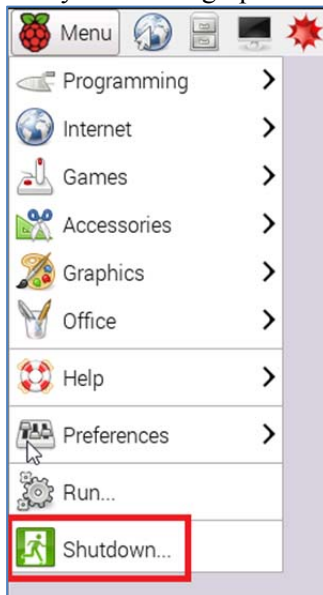 Menu
Programming
Internet
Games
Accessories
Graphics
Office
Help
Preferences
Run...
Shutdown...